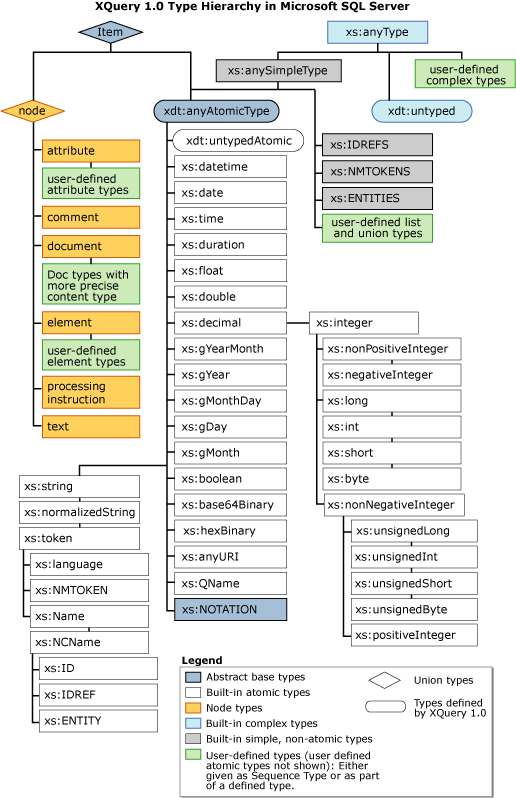 XQuery 1.0 Type Hierarchy in Microsoft SQL Server
Item
xs:anyType
xs:anySimpleType
user-defined
complex types
node
xdt:anyAtomicType
xdt:untyped
attribute
user-defined
attribute types
comment
document
Doc types with
more precise
content type
element
user-defined
element types
processing
instruction
text
xdt:untypedAtomic
xs:datetime
xs:date
xs:time
xs:duration
xs:float
xs:double
xs:decimal
xs:gYearMonth
xs:gYear
xs:gMonthDay
xs:gDay
xs:gMonth
xs:boolean
xs:base64Binary
xs:hexBinary
xs:anyURI
xs:QName
xs:NOTATION
xs:IDREFS
xs:NMTOKENS
xs:ENTITIES
user-defined list
and union types
xs:integer
xs:nonPositiveInteger
xs:negativeInteger
xs:long
xs:int
xs:short
xs:byte
xs:nonNegativeInteger
xs:unsignedLong
xs:unsignedInt
xs:unsignedShort
xs:unsignedByte
xs:positiveInteger
xs:string
xs:normalizedString
xs:token
xs:language
xs:NMTOKEN
xs:Name
xs:NCName
xs:ID
xs:IDREF
xs:ENTITY
Legend
Abstract base types
Built-in atomic types
Node types
Built-in complex types
Built-in simple, non-atomic types
User-defined types (user defined
atomic types not shown): Either
given as Sequence Type or as part
of a defined type.
Union types
Types defined
by XQuery 1.0